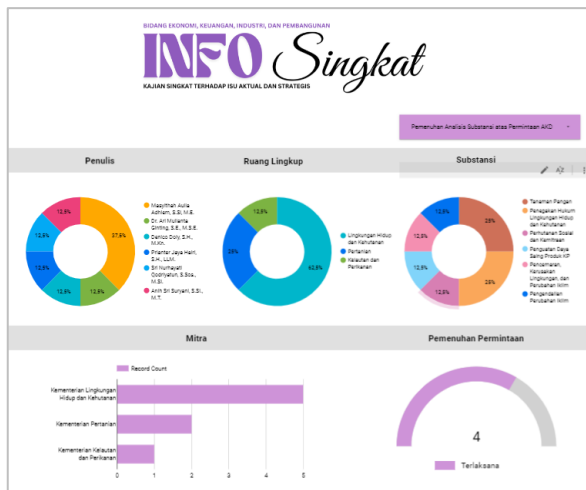 BIDANG EKONOMI, KEUANGAN, INDUSTRI, DAN PEMBANGUNAN
INFO Singkat
KAJIAN SINGKAT TERHADAP ISU AKTUAL DAN STRATEGIS
Pemenuhan Analisis Substansi atas Permintaan AKD
Penulis
Ruang Lingkup
Substansi
12,5%
37,5%
12,5%
12,5%
12,5%
12,5%
Masyithah Aulia
Adhiem, S.Si, M.E.
Dr. Ari Mulianta
Ginting, S.E., M.S.E.
Denico Doly, S.H.,
M.Kn.
Prianter Jaya Hairi,
S.H., LLM.
Sri Nurhayati
Qodriyatun, S.Sos.,
M.Si.
Anih Sri Suryani, S.Si.,
M.T.
12,5%
25%
62,5%
Lingkungan Hidup
dan Kehutanan
Pertanian
Kelautan dan
Perikanan
12,5%
25%
12,5%
12,5%
12,5%
25%
Tanaman Pangan
Penegakan Hukum
Lingkungan Hidup
Perhutanan Sosial
dan Kemitraan
Penguatan Daya
Saing Produk KP
Pencemaran,
Kerusakan
Lingkungan, dan
Perubahan Iklim
Pengendalian
Perubahan Iklim
Mitra
Pemenuhan Permintaan
Record Count
Kementerian Lingkungan
Hidup dan Kehutanan
Kementerian Pertanian
Kementerian Kelautan
dan Perikanan
0 1 2 3 4 5
4
Terlaksana